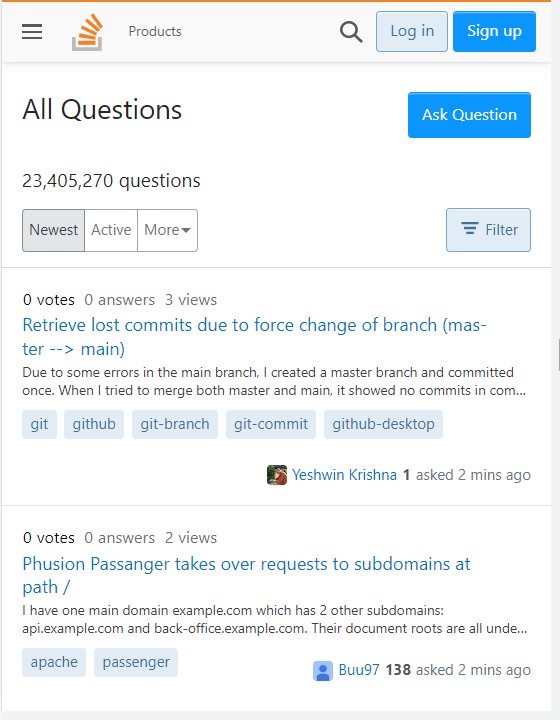 Products
Log in
Sign up
All Questions
Ask Question
23,405,270 questions
Newest
Active
More
Filter
0 votes 0 answers 3 views
Retrieve lost commits due to force change of branch (mas-
ter --> main)
Due to some errors in the main branch, I created a master branch and committed
once. When I tried to merge both master and main, it showed no commits in com...
git
github
git-branch
git-commit
github-desktop
Yeshwin Krishna 1 asked 2 mins ago
0 votes 0 answers 2 views
Phusion Passanger takes over requests to subdomains at
path /
I have one main domain example.com which has 2 other subdomains:
api.example.com and back-office.example.com. Their document roots are all unde...
apache
passenger
Buu97 138 asked 2 mins ago